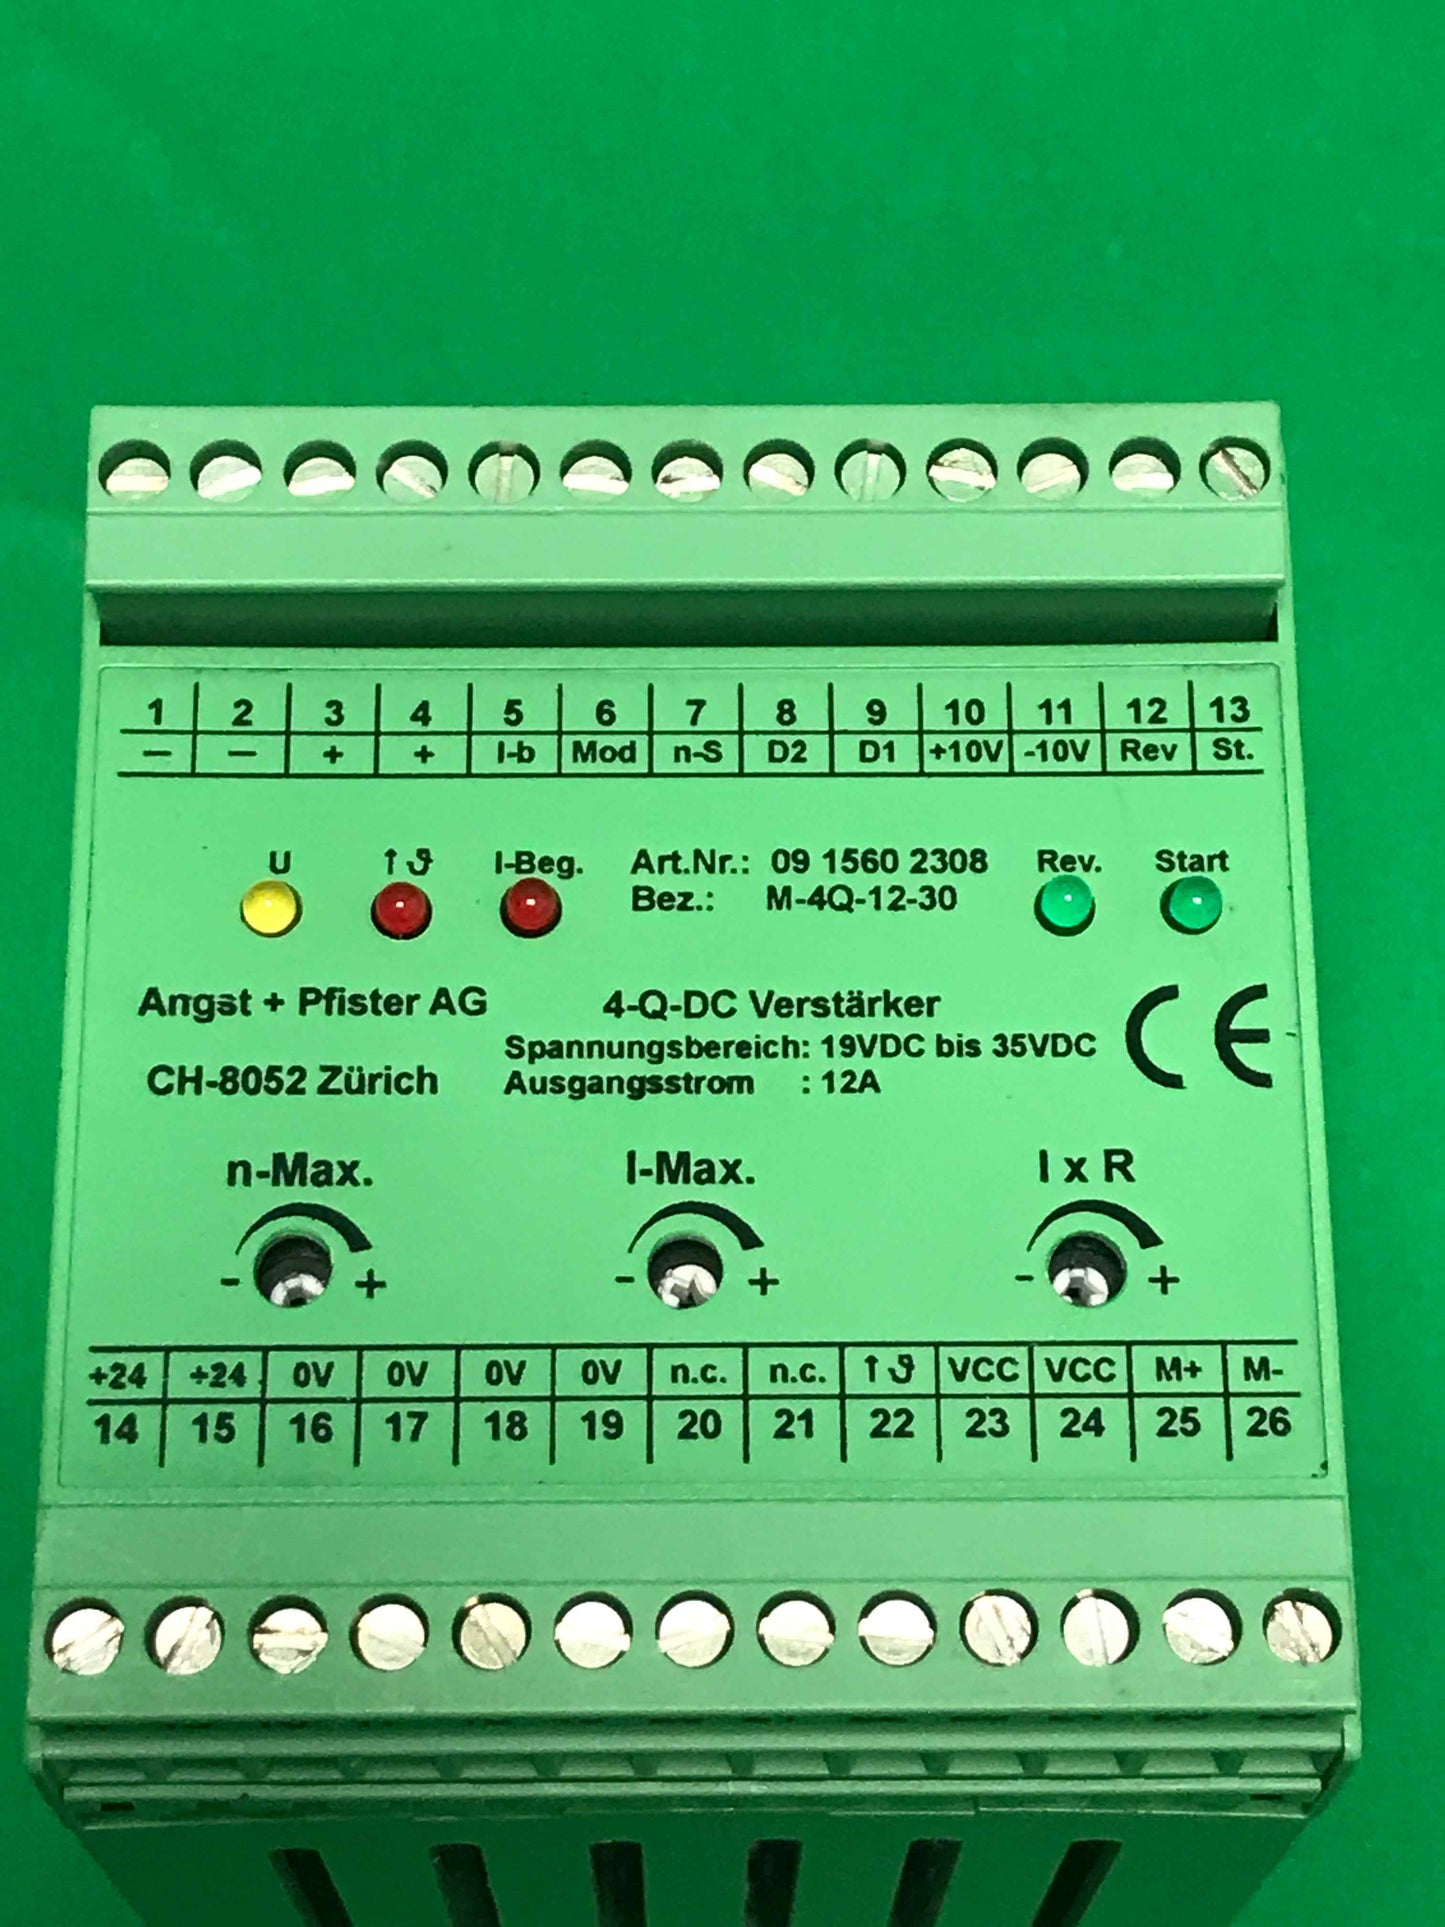 1 2 3 4 5 6 7 8 9 10 11 12 13
— — + + I-b Mod n-S D2 D1 +10V -10V Rev St.
U ↑ϑ I-Beg. Art.Nr.: 09 1560 2308 Rev. Start
Bez.: M-4Q-12-30
Angst + Pfister AG 4-Q-DC Verstärker CE
Spannungsbereich: 19VDC bis 35VDC
CH-8052 Zürich Ausgangsstrom : 12A
n-Max. I-Max. I x R
- + - + - +
+24 +24 0V 0V 0V 0V n.c. n.c. ↑ϑ VCC VCC M+ M-
14 15 16 17 18 19 20 21 22 23 24 25 26